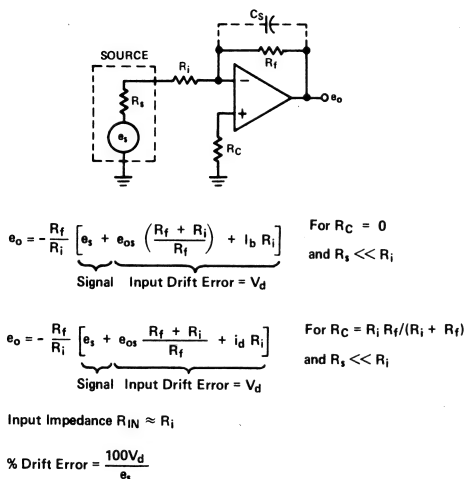 Cs
SOURCE
Ri
Rf
Rs
es
−
+
eo
RC
eo = − Rf/Ri [es + eos (Rf + Ri / Rf) + Ib Ri]
For RC = 0
and Rs << Ri
Signal Input Drift Error = Vd
eo = − Rf/Ri [es + eos Rf + Ri / Rf + id Ri]
For RC = Ri Rf/(Ri + Rf)
and Rs << Ri
Signal Input Drift Error = Vd
Input Impedance RIN ≈ Ri
% Drift Error = 100Vd / es